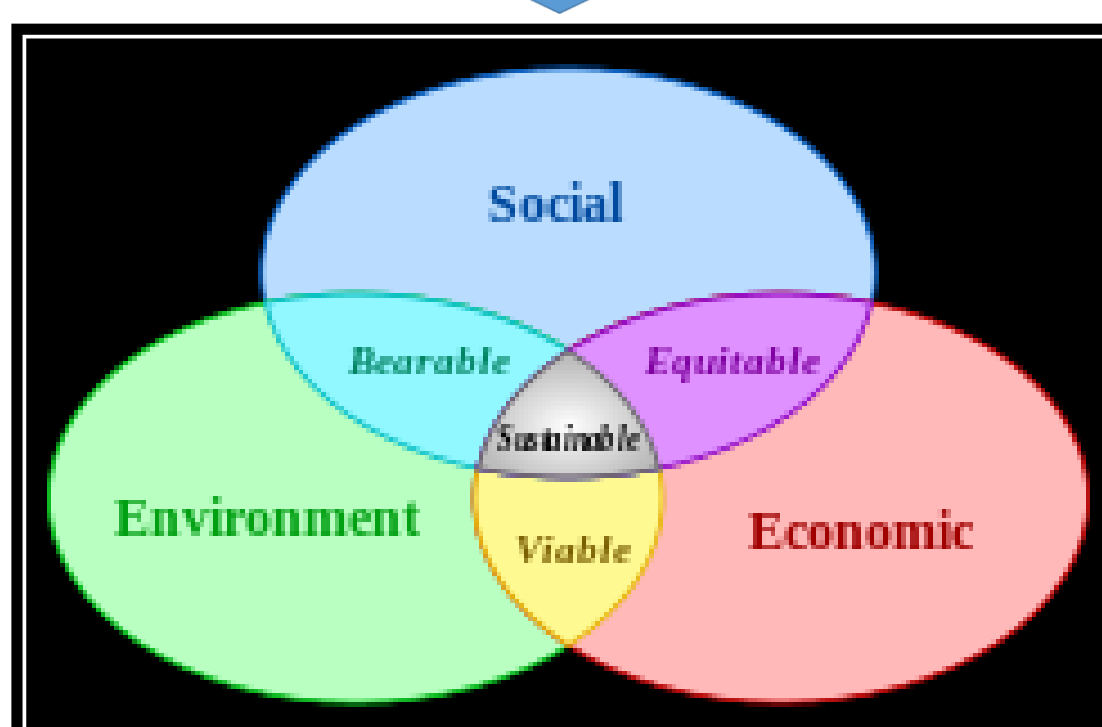 Social
Bearable
Equitable
Sustainable
Environment
Viable
Economic